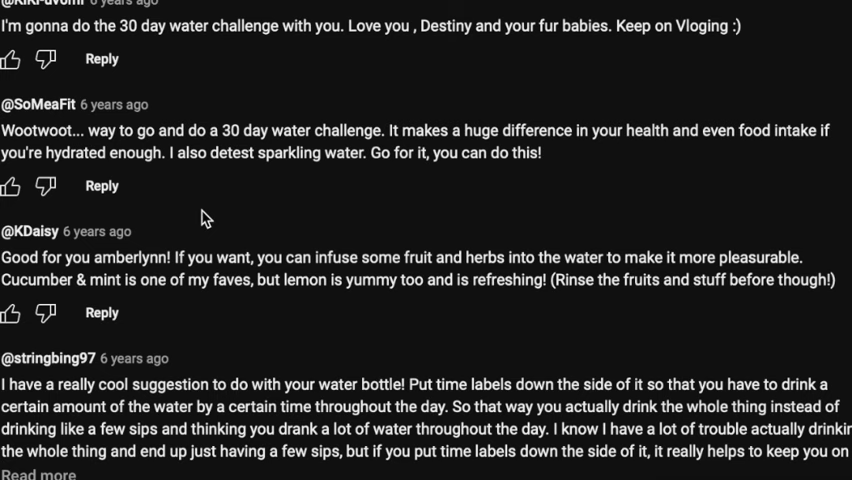 6 years ago
I'm gonna do the 30 day water challenge with you. Love you , Destiny and your fur babies. Keep on Vloging :)
Reply
@SoMeaFit 6 years ago
Wootwoot... way to go and do a 30 day water challenge. It makes a huge difference in your health and even food intake if
you're hydrated enough. I also detest sparkling water. Go for it, you can do this!
Reply
@KDaisy 6 years ago
Good for you amberlynn! If you want, you can infuse some fruit and herbs into the water to make it more pleasurable.
Cucumber & mint is one of my faves, but lemon is yummy too and is refreshing! (Rinse the fruits and stuff before though!)
Reply
@stringbing97 6 years ago
I have a really cool suggestion to do with your water bottle! Put time labels down the side of it so that you have to drink a
certain amount of the water by a certain time throughout the day. So that way you actually drink the whole thing instead of
drinking like a few sips and thinking you drank a lot of water throughout the day. I know I have a lot of trouble actually drinkin
the whole thing and end up just having a few sips, but if you put time labels down the side of it, it really helps to keep you on
Read more